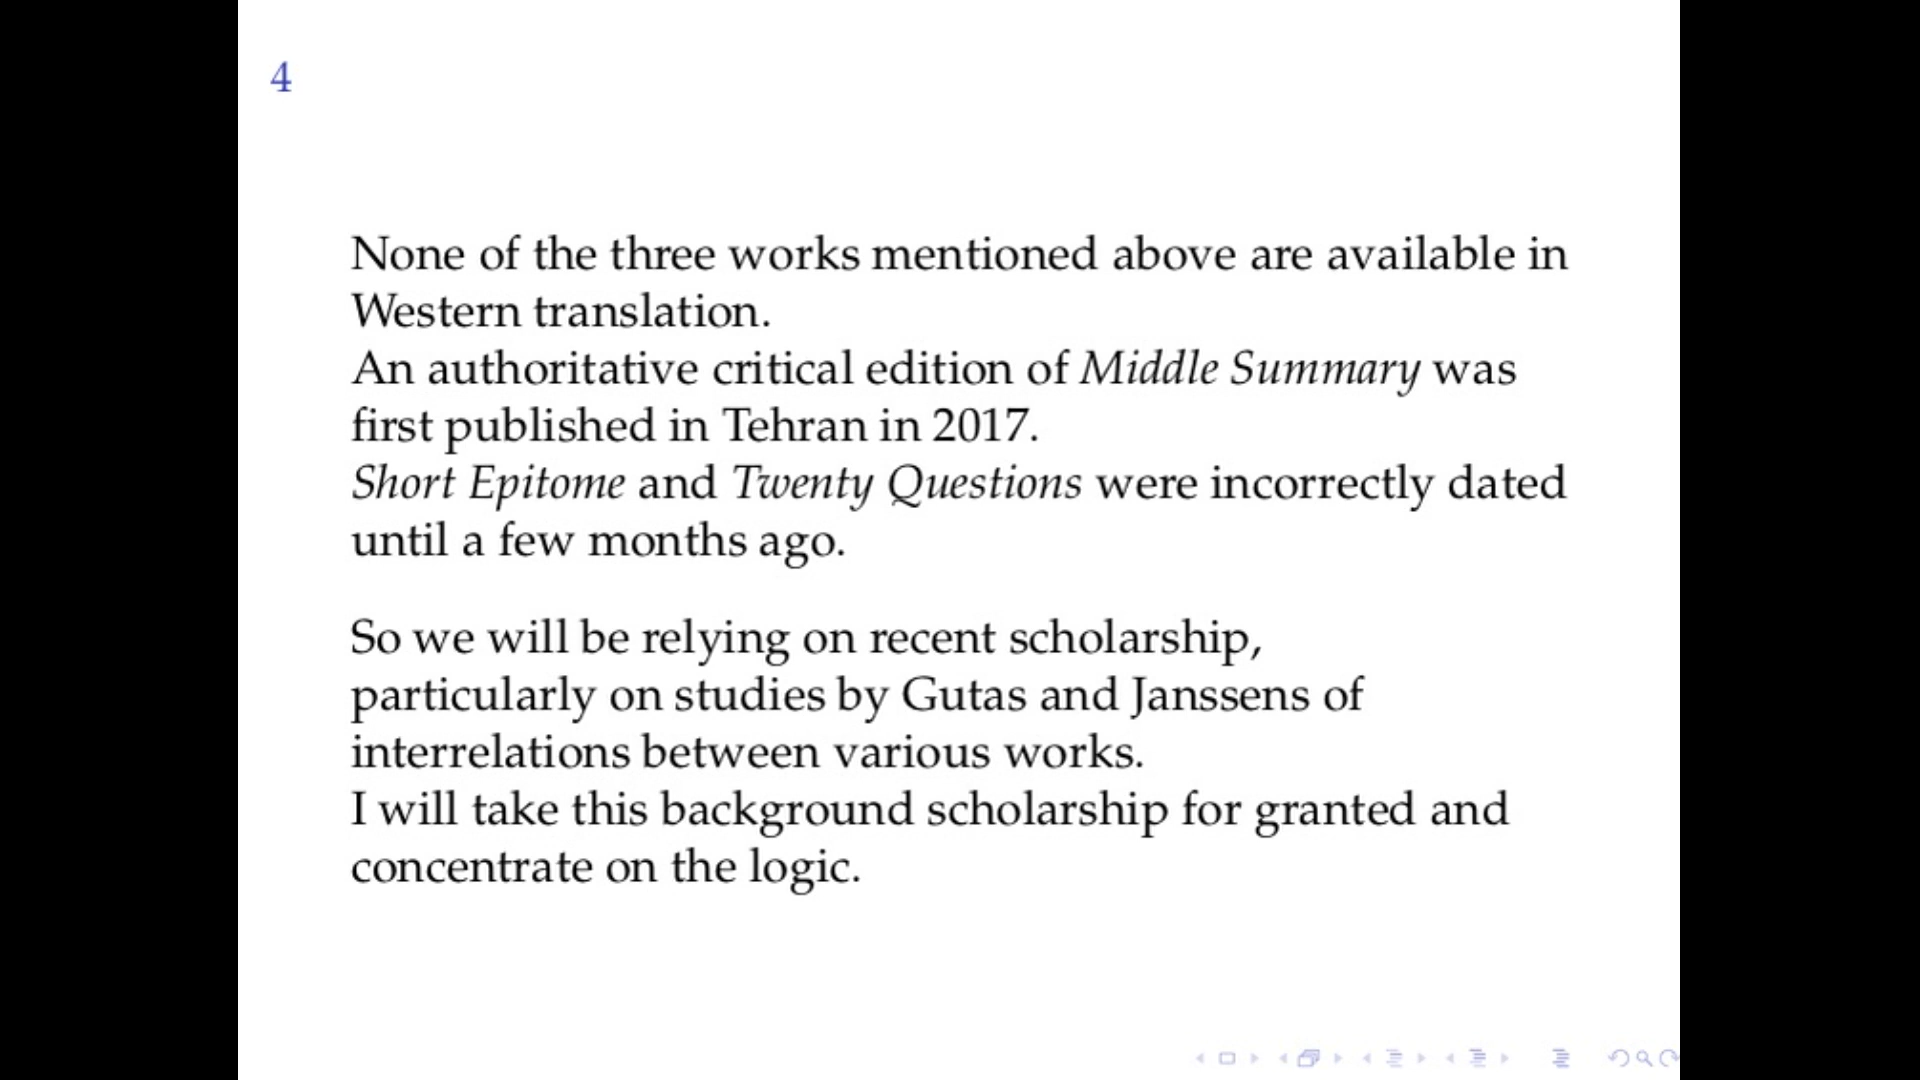 4
None of the three works mentioned above are available in
Western translation.
An authoritative critical edition of Middle Summary was
first published in Tehran in 2017.
Short Epitome and Twenty Questions were incorrectly dated
until a few months ago.
So we will be relying on recent scholarship,
particularly on studies by Gutas and Janssens of
interrelations between various works.
I will take this background scholarship for granted and
concentrate on the logic.